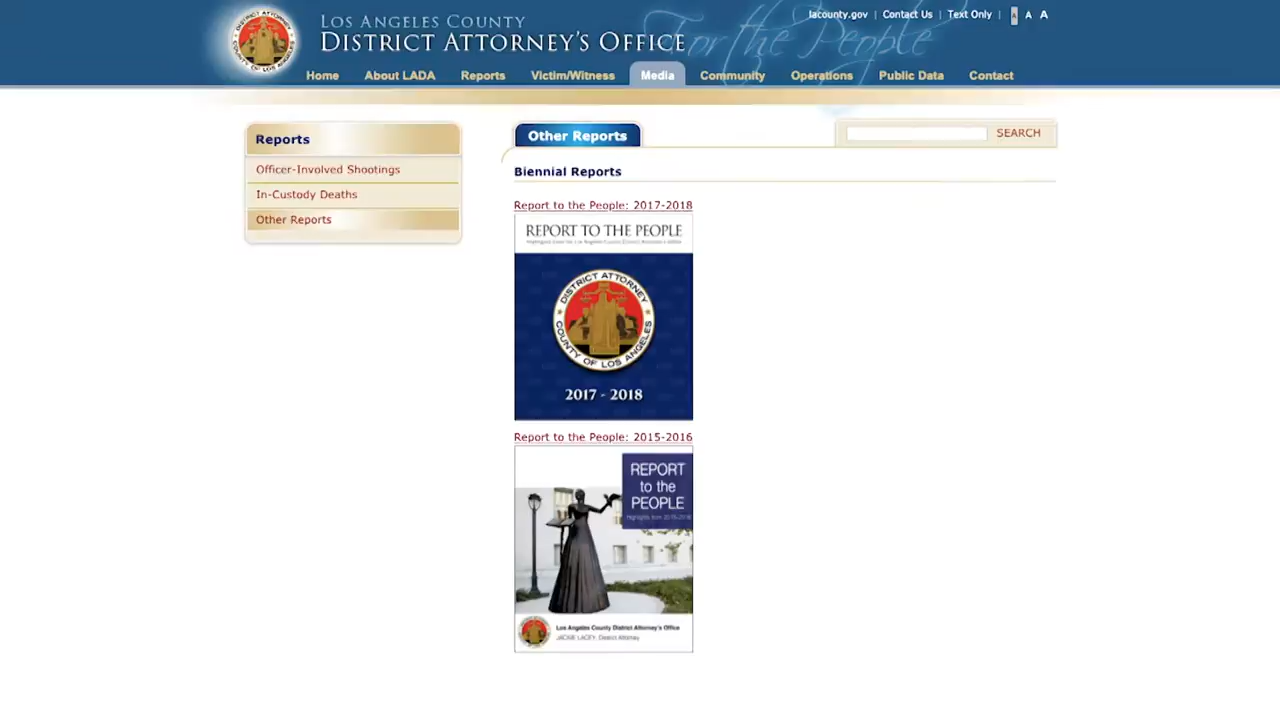 LOS ANGELES COUNTY
DISTRICT ATTORNEY'S OFFICE
For the People
lacounty.gov | Contact Us | Text Only | A A A
Home About LADA Reports Victim/Witness Media Community Operations Public Data Contact
Reports
Officer-Involved Shootings
In-Custody Deaths
Other Reports
Other Reports
SEARCH
Biennial Reports
Report to the People: 2017-2018
REPORT TO THE PEOPLE
DISTRICT ATTORNEY
COUNTY OF LOS ANGELES
2017 - 2018
Report to the People: 2015-2016
REPORT
to the
PEOPLE
Highlights from 2015-2016
Los Angeles County District Attorney's Office
JACKIE LACEY, District Attorney